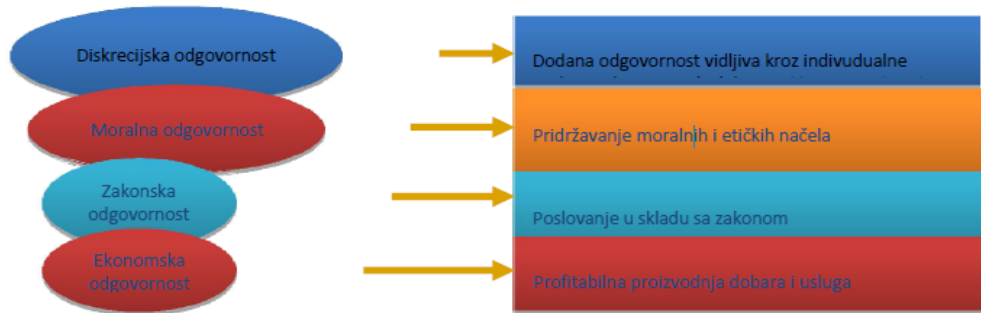 Diskrecijska odgovornost
Dodana odgovornost vidljiva kroz indivudualne
Moralna odgovornost
Pridržavanje moralnih i etičkih načela
Zakonska
odgovornost
Poslovanje u skladu sa zakonom
Ekonomska
odgovornost
Profitabilna proizvodnja dobara i usluga